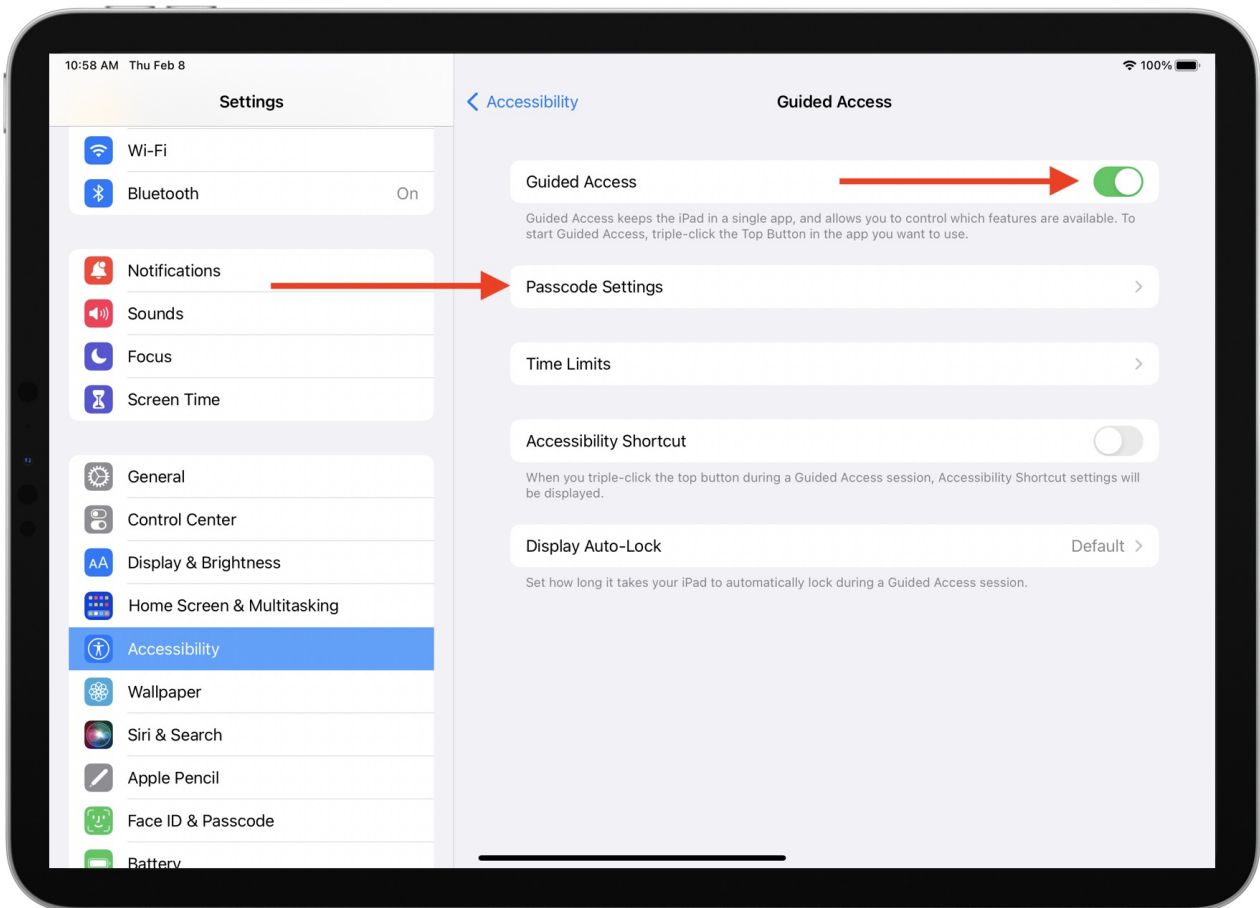 10:58 AM Thu Feb 8
100%
Settings
Wi-Fi
Bluetooth On
Notifications
Sounds
Focus
Screen Time
General
Control Center
Display & Brightness
Home Screen & Multitasking
Accessibility
Wallpaper
Siri & Search
Apple Pencil
Face ID & Passcode
Battery
Accessibility
Guided Access
Guided Access
Guided Access keeps the iPad in a single app, and allows you to control which features are available. To
start Guided Access, triple-click the Top Button in the app you want to use.
Passcode Settings
Time Limits
Accessibility Shortcut
When you triple-click the top button during a Guided Access session, Accessibility Shortcut settings will
be displayed.
Display Auto-Lock Default
Set how long it takes your iPad to automatically lock during a Guided Access session.